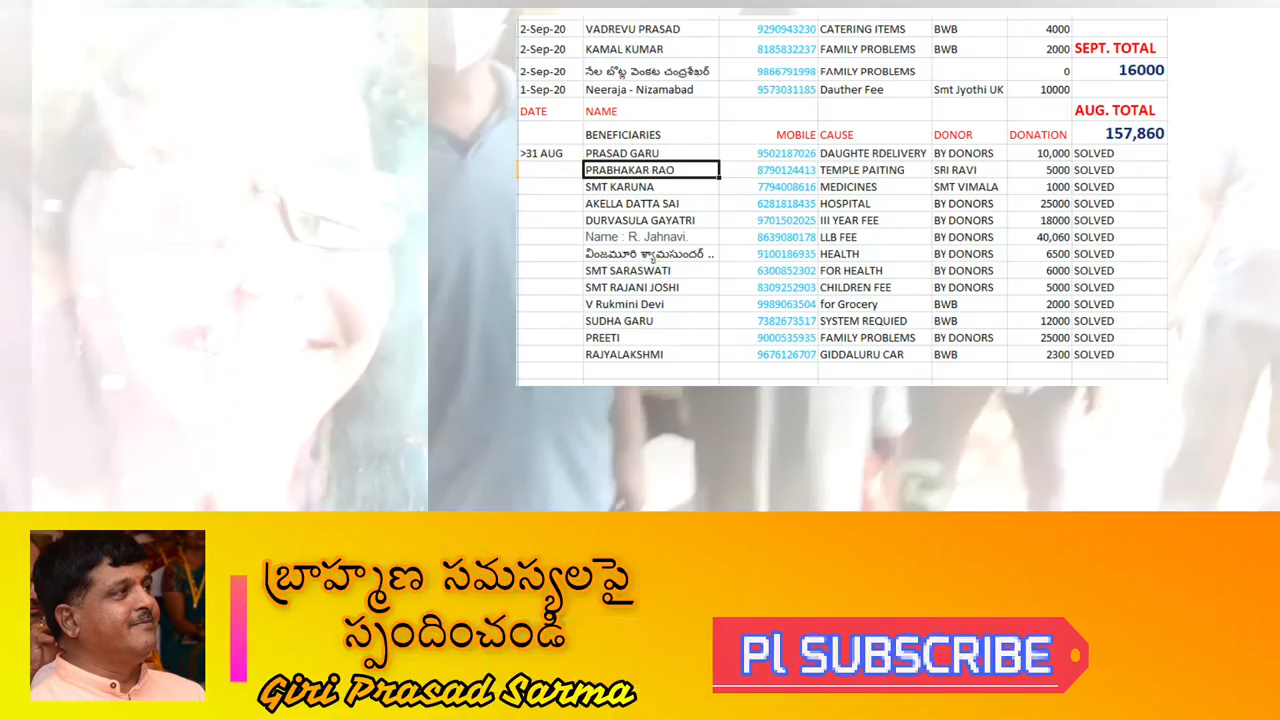 2-Sep-20 VADREVU PRASAD 9290943230 CATERING ITEMS BWB 4000
2-Sep-20 KAMAL KUMAR 8185832237 FAMILY PROBLEMS BWB 2000 SEPT. TOTAL
2-Sep-20 నేల బొట్ల వెంకట చంద్రశేఖర్ 9866791998 FAMILY PROBLEMS 0 16000
1-Sep-20 Neeraja - Nizamabad 9573031185 Dauther Fee Smt Jyothi UK 10000
DATE NAME AUG. TOTAL
BENEFICIARIES MOBILE CAUSE DONOR DONATION 157,860
>31 AUG PRASAD GARU 9502187026 DAUGHTE RDELIVERY BY DONORS 10,000 SOLVED
PRABHAKAR RAO 8790124413 TEMPLE PAITING SRI RAVI 5000 SOLVED
SMT KARUNA 7794008616 MEDICINES SMT VIMALA 1000 SOLVED
AKELLA DATTA SAI 6281818435 HOSPITAL BY DONORS 25000 SOLVED
DURVASULA GAYATRI 9701502025 III YEAR FEE BY DONORS 18000 SOLVED
Name : R. Jahnavi. 8639080178 LLB FEE BY DONORS 40,060 SOLVED
వింజమూరి శ్యామసుందర్ .. 9100186935 HEALTH BY DONORS 6500 SOLVED
SMT SARASWATI 6300852302 FOR HEALTH BY DONORS 6000 SOLVED
SMT RAJANI JOSHI 8309252903 CHILDREN FEE BY DONORS 5000 SOLVED
V Rukmini Devi 9989063504 for Grocery BWB 2000 SOLVED
SUDHA GARU 7382673517 SYSTEM REQUIED BWB 12000 SOLVED
PREETI 9000535935 FAMILY PROBLEMS BY DONORS 25000 SOLVED
RAJYALAKSHMI 9676126707 GIDDALURU CAR BWB 2300 SOLVED
బ్రాహ్మణ సమస్యలపై
స్పందించండి
Giri Prasad Sarma
Pl SUBSCRIBE